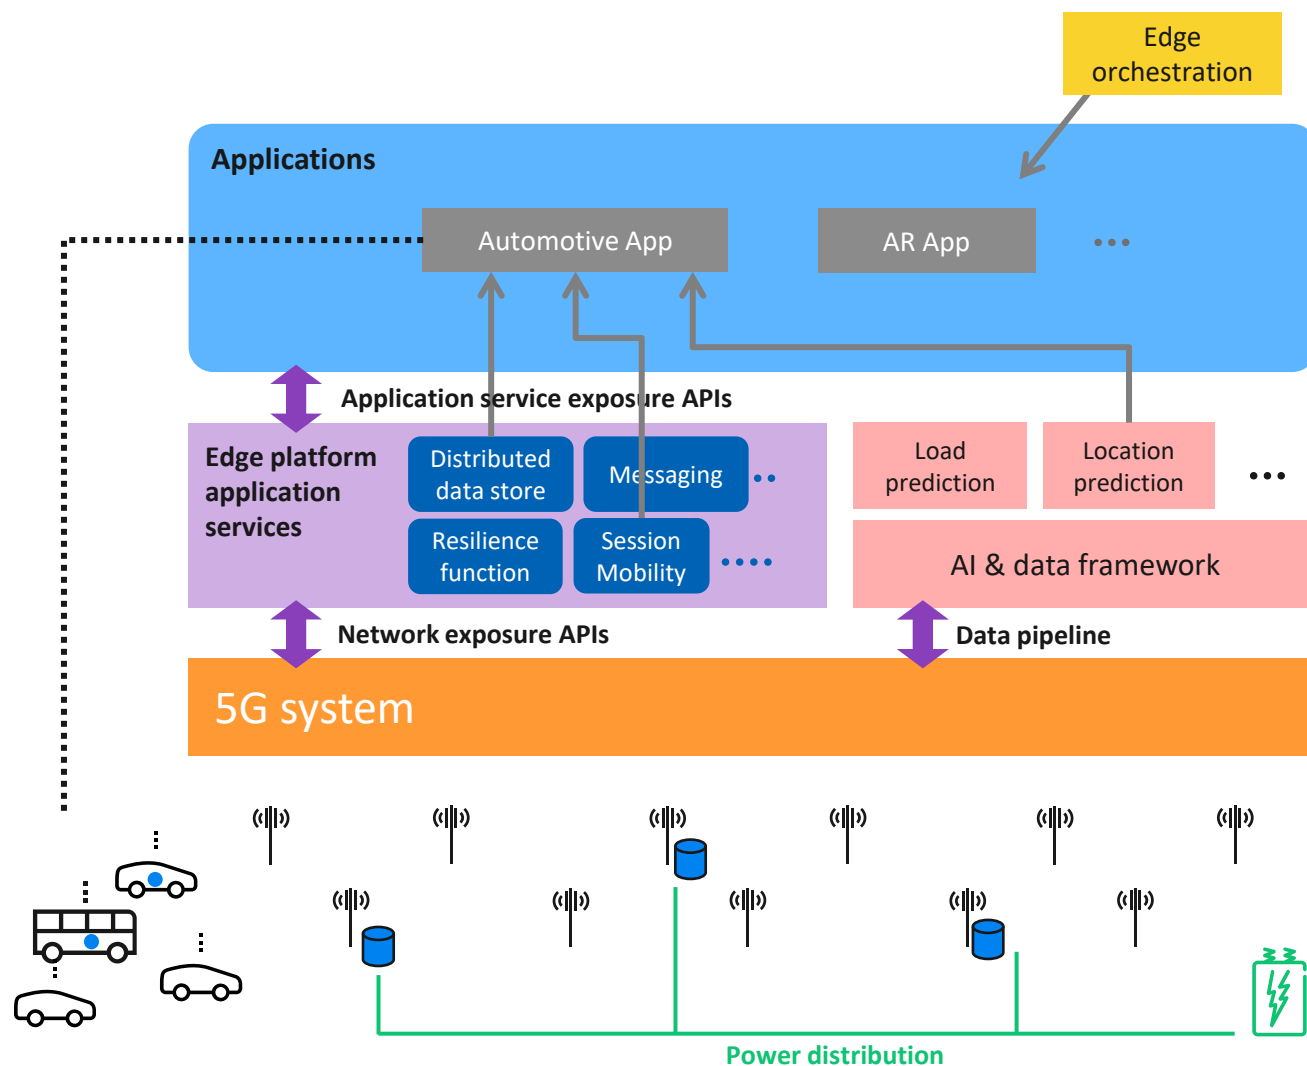 Edge
orchestration
Applications
Automotive App
AR App
Application service exposure APIs
Edge platform
application
services
Distributed
data store
Messaging
Resilience
function
Session
Mobility
Load
prediction
Location
prediction
AI & data framework
Network exposure APIs
Data pipeline
5G system
Power distribution